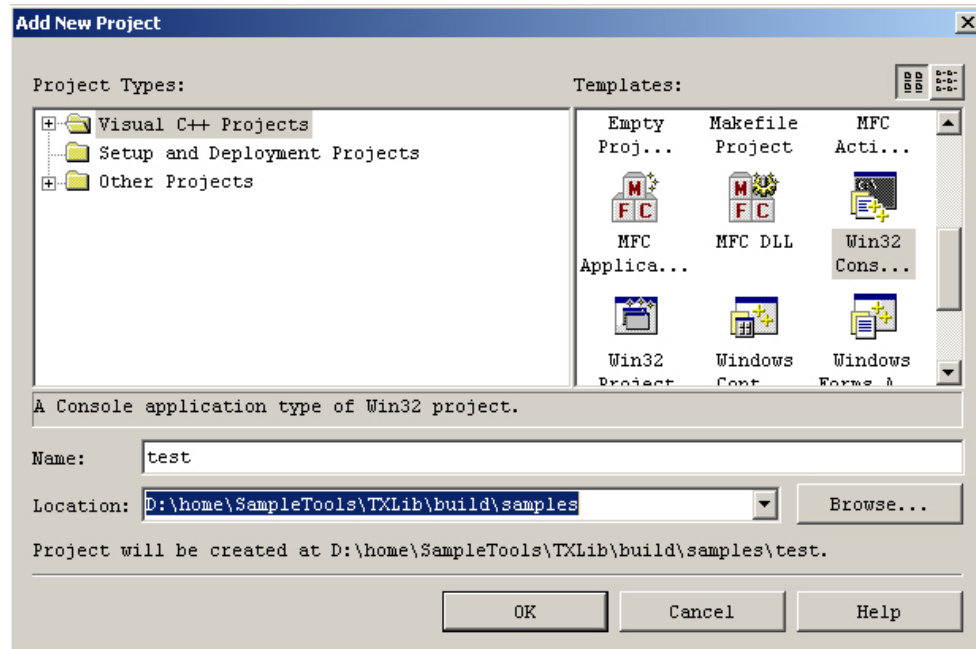 Add New Project
Project Types:
Templates:
Visual C++ Projects
Setup and Deployment Projects
Other Projects
Empty Proj...
Makefile Project
MFC Acti...
MFC Applica...
MFC DLL
Win32 Cons...
Win32 Project
Windows Cont
Windows Forms A
A Console application type of Win32 project.
Name: test
Location: D:\home\SampleTools\TXLib\build\samples
Browse...
Project will be created at D:\home\SampleTools\TXLib\build\samples\test.
OK Cancel Help